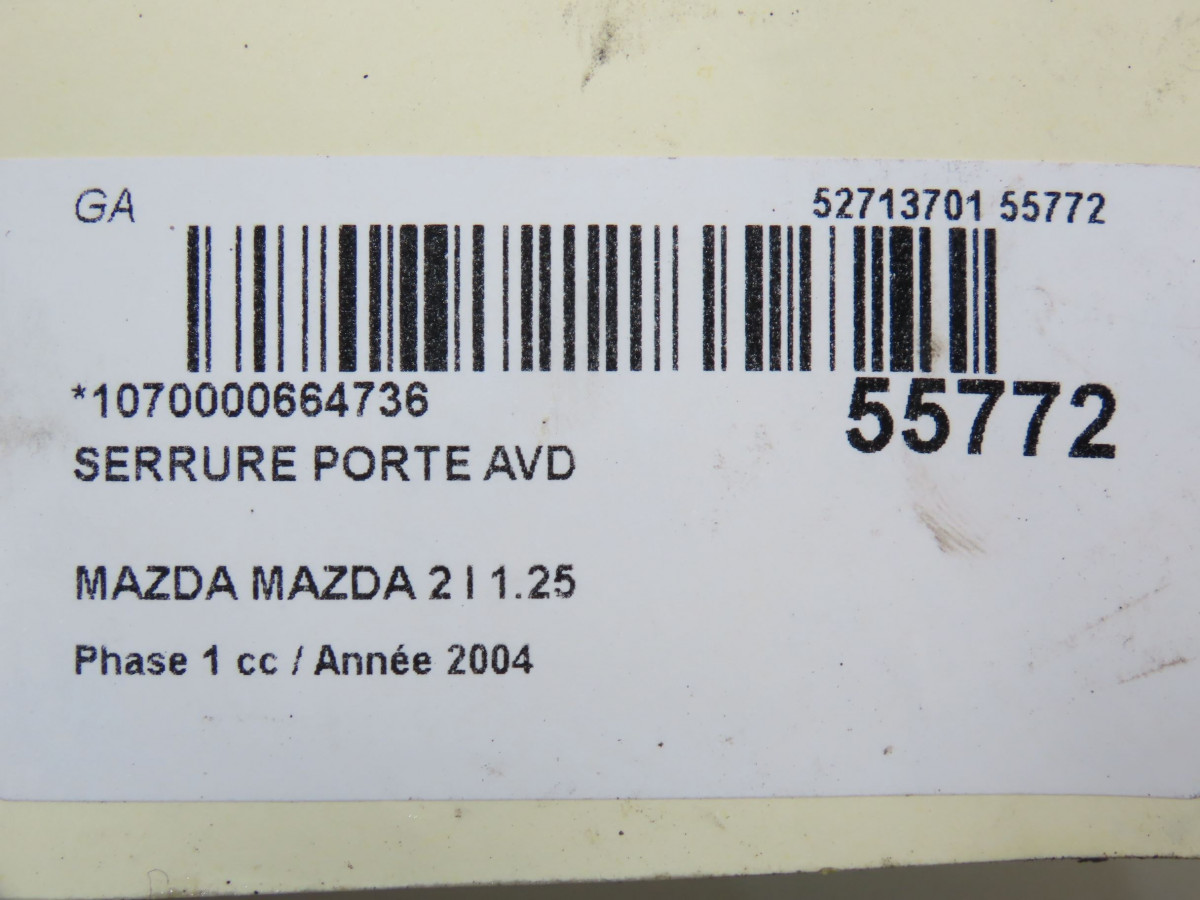 GA
52713701 55772
*1070000664736
55772
SERRURE PORTE AVD
MAZDA MAZDA 2 I 1.25
Phase 1 cc / Année 2004